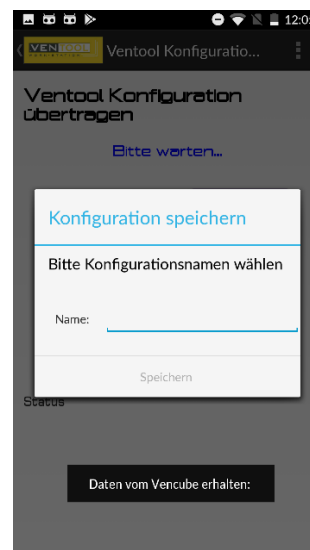 12:0
VENTOOL
Ventool Konfiguratio...
Ventool Konfiguration
übertragen
Bitte warten...
Konfiguration speichern
Bitte Konfigurationsnamen wählen
Name:
Speichern
Status
Daten vom Vencube erhalten: